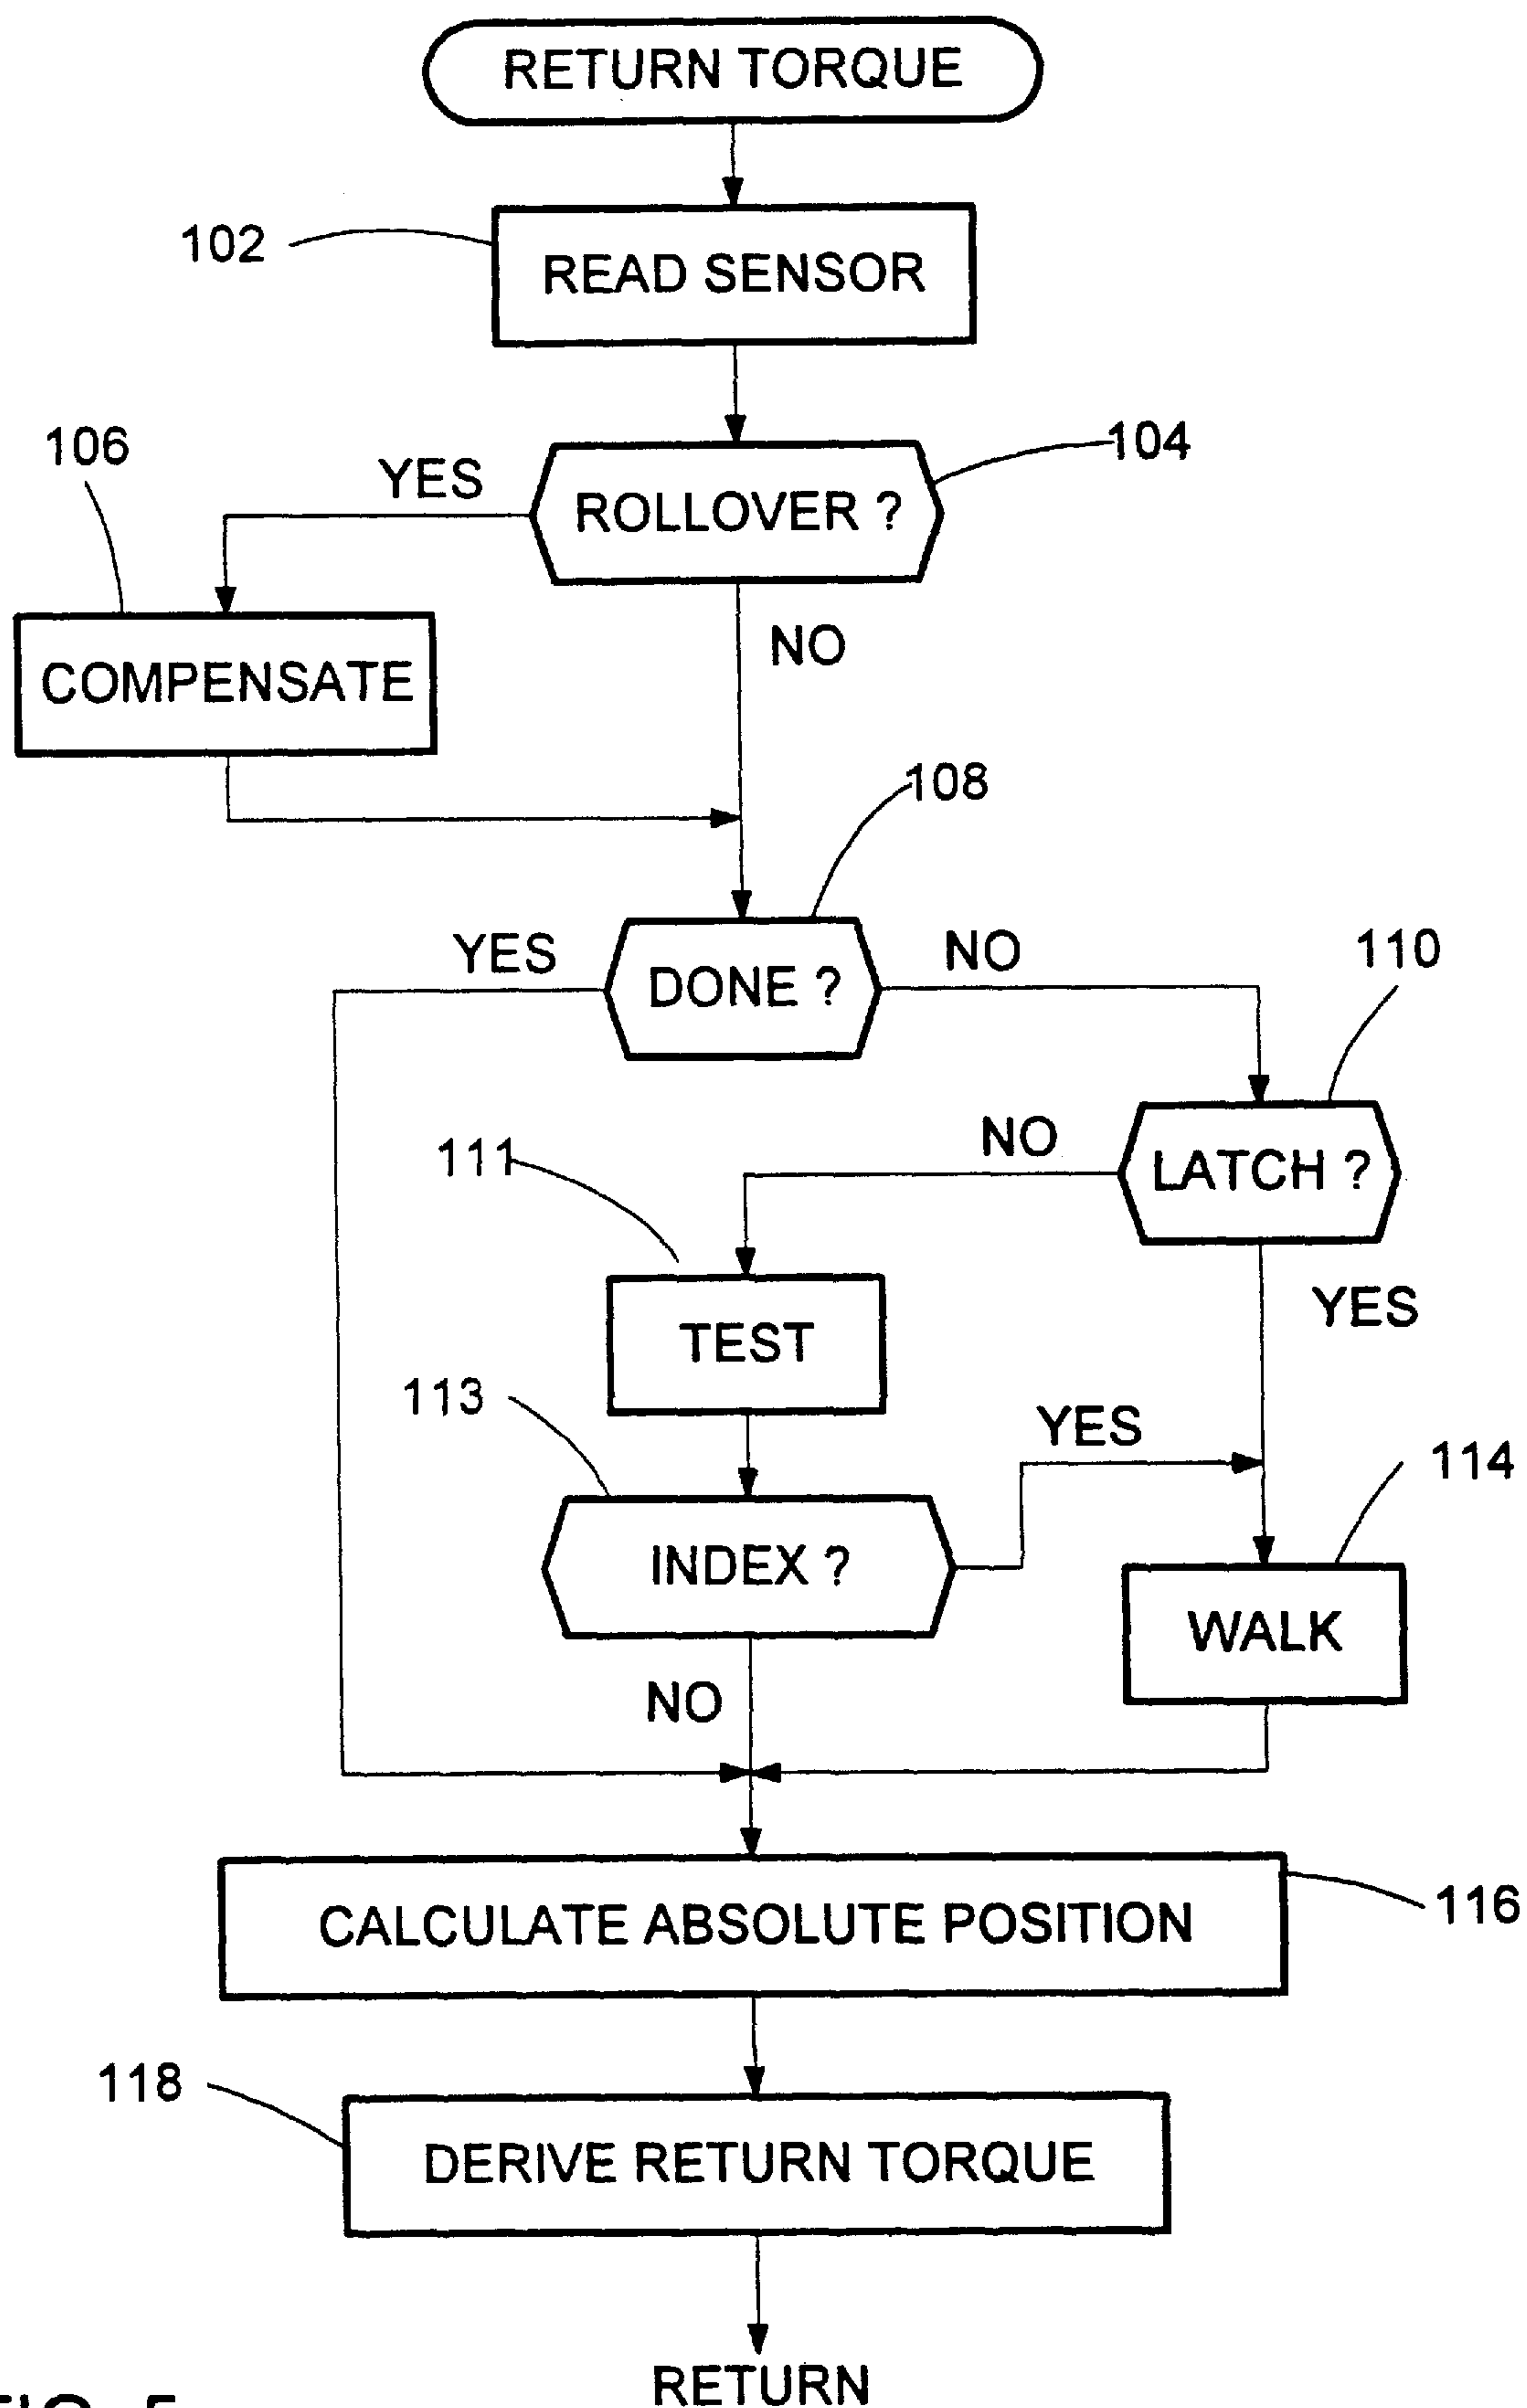 RETURN TORQUE
102
READ SENSOR
106
YES
ROLLOVER ?
104
NO
COMPENSATE
108
YES
DONE ?
NO
110
111
NO
LATCH ?
TEST
YES
113
YES
114
INDEX ?
WALK
NO
CALCULATE ABSOLUTE POSITION
116
118
DERIVE RETURN TORQUE
RETURN